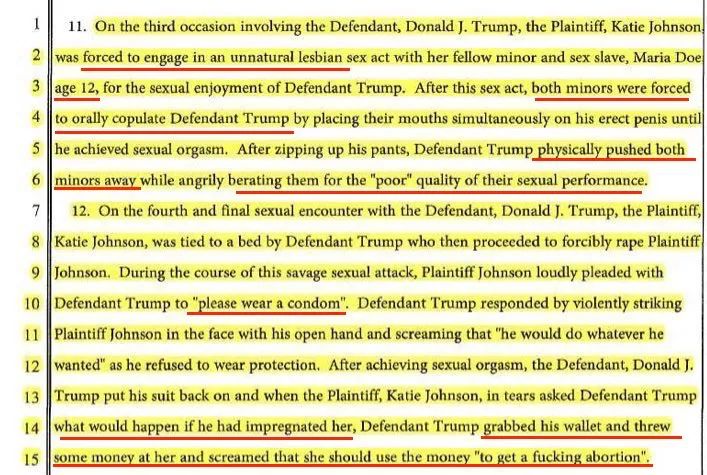 1 11. On the third occasion involving the Defendant, Donald J. Trump, the Plaintiff, Katie Johnson,
2 was forced to engage in an unnatural lesbian sex act with her fellow minor and sex slave, Maria Doe
3 age 12, for the sexual enjoyment of Defendant Trump. After this sex act, both minors were forced
4 to orally copulate Defendant Trump by placing their mouths simultaneously on his erect penis until
5 he achieved sexual orgasm. After zipping up his pants, Defendant Trump physically pushed both
6 minors away while angrily berating them for the "poor" quality of their sexual performance.
7 12. On the fourth and final sexual encounter with the Defendant, Donald J. Trump, the Plaintiff,
8 Katie Johnson, was tied to a bed by Defendant Trump who then proceeded to forcibly rape Plaintiff
9 Johnson. During the course of this savage sexual attack, Plaintiff Johnson loudly pleaded with
10 Defendant Trump to "please wear a condom". Defendant Trump responded by violently striking
11 Plaintiff Johnson in the face with his open hand and screaming that "he would do whatever he
12 wanted" as he refused to wear protection. After achieving sexual orgasm, the Defendant, Donald J.
13 Trump put his suit back on and when the Plaintiff, Katie Johnson, in tears asked Defendant Trump
14 what would happen if he had impregnated her, Defendant Trump grabbed his wallet and threw
15 some money at her and screamed that she should use the money "to get a fucking abortion".